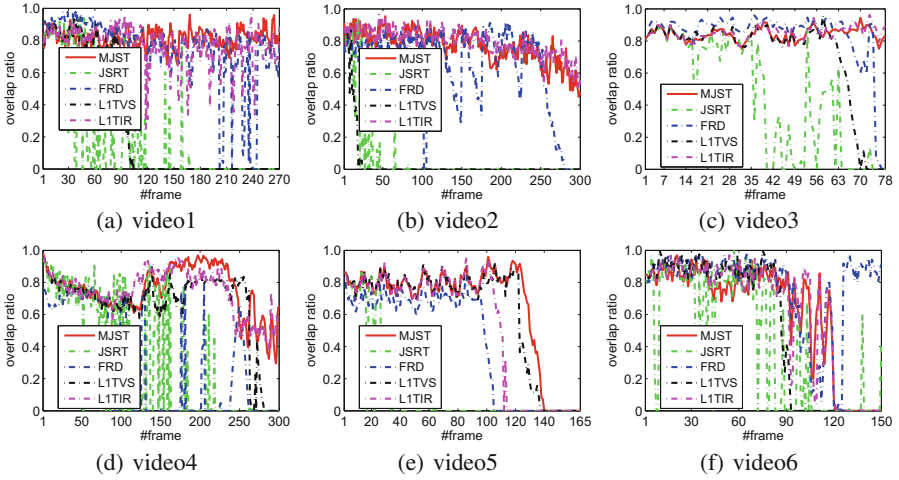 1.0
0.8
0.6
0.4
0.2
0
overlap ratio
MJST
JSRT
FRD
L1TVS
L1TIR
1 30 60 90 120 150 180 210 240 270
#frame
(a) video1
1.0
0.8
0.6
0.4
0.2
0
overlap ratio
MJST
JSRT
FRD
L1TVS
L1TIR
1 50 100 150 200 250 300
#frame
(b) video2
1.0
0.8
0.6
0.4
0.2
0
overlap ratio
MJST
JSRT
FRD
L1TVS
L1TIR
1 7 14 21 28 35 42 49 56 63 70 78
#frame
(c) video3
1.0
0.8
0.6
0.4
0.2
0
overlap ratio
MJST
JSRT
FRD
L1TVS
L1TIR
1 50 100 150 200 250 300
#frame
(d) video4
1.0
0.8
0.6
0.4
0.2
0
overlap ratio
MJST
JSRT
FRD
L1TVS
L1TIR
1 20 40 60 80 100 120 140 165
#frame
(e) video5
1.0
0.8
0.6
0.4
0.2
0
overlap ratio
MJST
JSRT
FRD
L1TVS
L1TIR
1 30 60 90 120 150
#frame
(f) video6